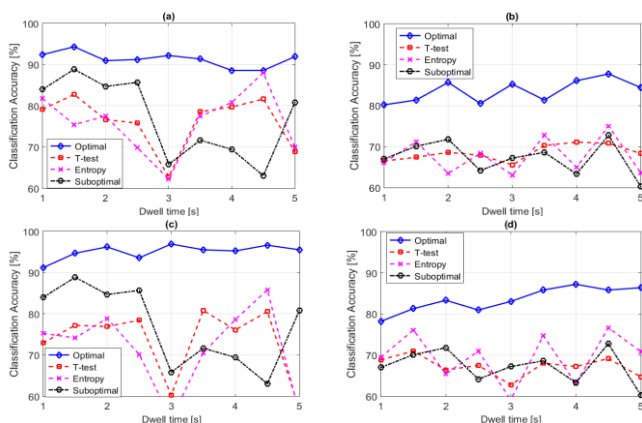 (a)
Classification Accuracy [%]
100
90
80
70
60
Optimal
T-test
Entropy
Suboptimal
1
2
3
4
5
Dwell time [s]
(b)
Classification Accuracy [%]
100
90
80
70
60
Optimal
T-test
Entropy
Suboptimal
1
2
3
4
5
Dwell time [s]
(c)
Classification Accuracy [%]
100
90
80
70
60
Optimal
T-test
Entropy
Suboptimal
1
2
3
4
5
Dwell time [s]
(d)
Classification Accuracy [%]
100
90
80
70
60
Optimal
T-test
Entropy
Suboptimal
1
2
3
4
5
Dwell time [s]